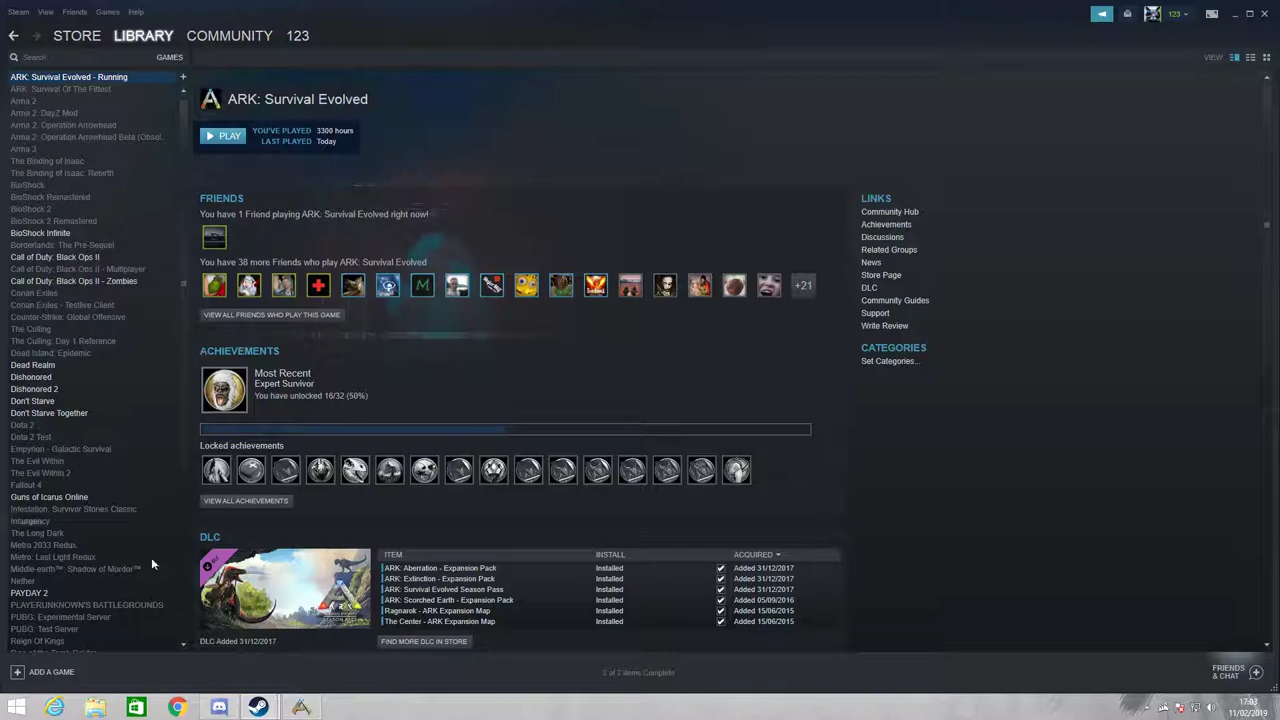 Steam View Friends Games Help
123
STORE LIBRARY COMMUNITY 123
Search GAMES VIEW
ARK: Survival Evolved - Running
ARK: Survival Of The Fittest
Arma 2
Arma 2: DayZ Mod
Arma 2: Operation Arrowhead
Arma 2: Operation Arrowhead Beta (Obsol...
Arma 3
The Binding of Isaac
The Binding of Isaac: Rebirth
BioShock
BioShock Remastered
BioShock 2
BioShock 2 Remastered
BioShock Infinite
Borderlands: The Pre-Sequel
Call of Duty: Black Ops II
Call of Duty: Black Ops II - Multiplayer
Call of Duty: Black Ops II - Zombies
Conan Exiles
Conan Exiles - Testlive Client
Counter-Strike: Global Offensive
The Culling
The Culling: Day 1 Reference
Dead Island: Epidemic
Dead Realm
Dishonored
Dishonored 2
Don't Starve
Don't Starve Together
Dota 2
Dota 2 Test
Empyrion - Galactic Survival
The Evil Within
The Evil Within 2
Fallout 4
Guns of Icarus Online
Infestation: Survivor Stories Classic
Insurgency
The Long Dark
Metro 2033 Redux
Metro: Last Light Redux
Middle-earth™: Shadow of Mordor™
Nether
PAYDAY 2
PLAYERUNKNOWN'S BATTLEGROUNDS
PUBG: Experimental Server
PUBG: Test Server
Reign Of Kings
ARK: Survival Evolved
PLAY
YOU'VE PLAYED 3300 hours
LAST PLAYED Today
FRIENDS
You have 1 Friend playing ARK: Survival Evolved right now!
You have 38 more Friends who play ARK: Survival Evolved
+21
VIEW ALL FRIENDS WHO PLAY THIS GAME
ACHIEVEMENTS
Most Recent
Expert Survivor
You have unlocked 16/32 (50%)
Locked achievements
VIEW ALL ACHIEVEMENTS
DLC
ITEM INSTALL ACQUIRED
ARK: Aberration - Expansion Pack Installed Added 31/12/2017
ARK: Extinction - Expansion Pack Installed Added 31/12/2017
ARK: Survival Evolved Season Pass Installed Added 31/12/2017
ARK: Scorched Earth - Expansion Pack Installed Added 05/09/2016
Ragnarok - ARK Expansion Map Installed Added 15/06/2015
The Center - ARK Expansion Map Installed Added 15/06/2015
DLC Added 31/12/2017
FIND MORE DLC IN STORE
LINKS
Community Hub
Achievements
Discussions
Related Groups
News
Store Page
DLC
Community Guides
Support
Write Review
CATEGORIES
Set Categories...
ADD A GAME
2 of 2 Items Complete
FRIENDS
& CHAT
17:03
11/02/2019